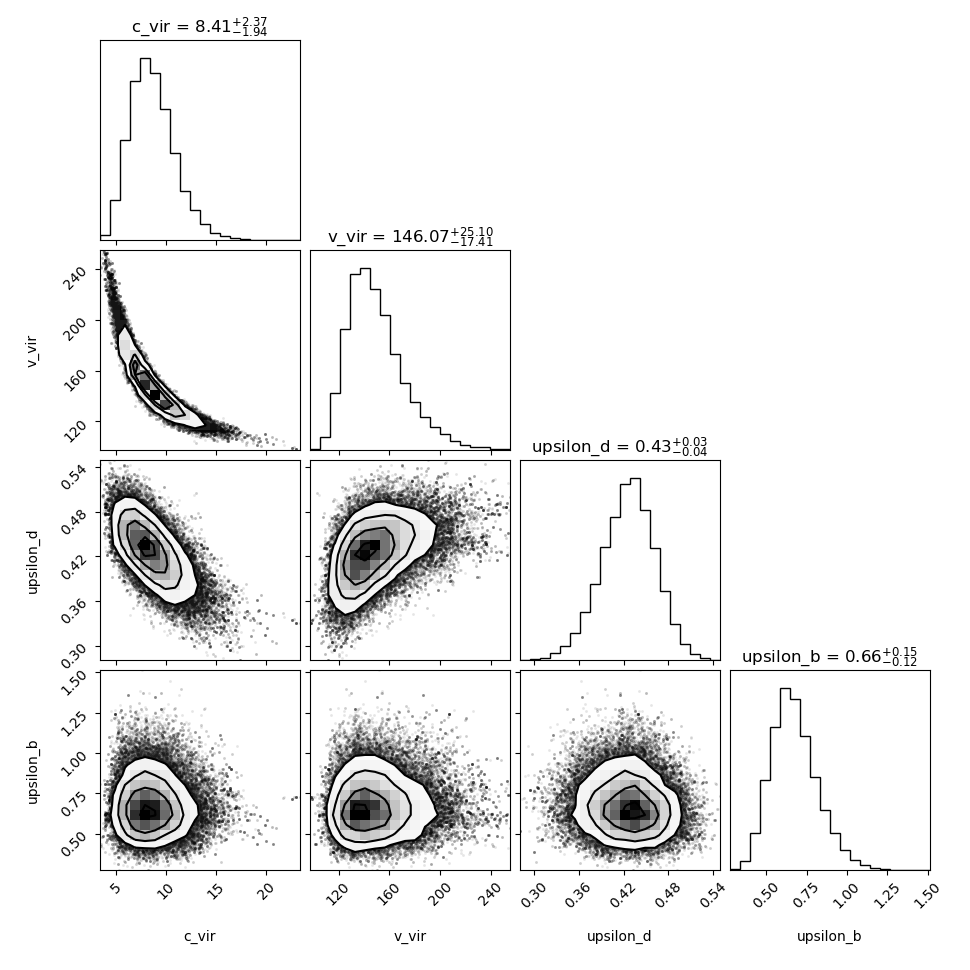 c_vir = 8.41+2.37−1.94
v_vir = 146.07+25.10−17.41
240
200
160
120
v_vir
upsilon_d = 0.43+0.03−0.04
0.54
0.48
0.42
0.36
0.30
upsilon_d
upsilon_b = 0.66+0.15−0.12
1.50
1.25
1.00
0.75
0.50
upsilon_b
5 10 15 20
120 160 200 240
0.30 0.36 0.42 0.48 0.54
0.50 0.75 1.00 1.25 1.50
c_vir v_vir upsilon_d upsilon_b